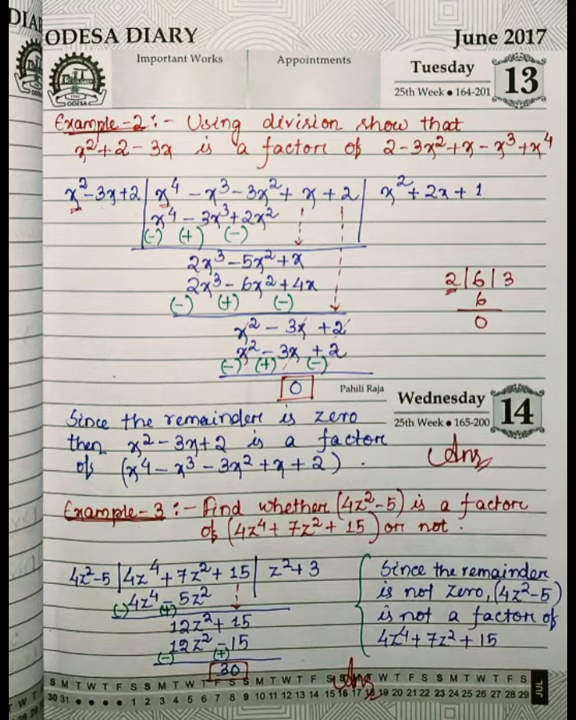 DIA
ODESA DIARY
June 2017
Important Works
Appointments
Tuesday
25th Week • 164-201
13
ODESA
Example-2:- Using division show that
x²+2-3x is a factor of 2-3x²+x-x³+x⁴
x²-3x+2 | x⁴ - x³ - 3x² + x + 2 | x² + 2x + 1
x⁴ - 3x³ + 2x²
(-) (+) (-)
2x³ - 5x² + x
2x³ - 6x² + 4x
(-) (+) (-)
x² - 3x + 2
x² - 3x + 2
(-) (+) (-)
0
2 | 6 | 3
6
0
Pahili Raja
Wednesday
25th Week • 165-200
14
Since the remainder is zero
then x²-3x+2 is a factor
of (x⁴ - x³ - 3x² + x + 2).
Ans
Example-3:- Find whether (4z²-5) is a factor
of (4z⁴ + 7z² + 15) or not.
4z²-5 | 4z⁴ + 7z² + 15 | z² + 3
4z⁴ - 5z²
(-) (+)
12z² + 15
12z² - 15
(-) (+)
30
Since the remainder
is not zero, (4z²-5)
is not a factor of
4z⁴ + 7z² + 15
Ans
S M T W T F S S M T W T F S S M T W T F S S M T W T F S S
30 31 • • • • 1 2 3 4 5 6 7 8 9 10 11 12 13 14 15 16 17 18 19 20 21 22 23 24 25 26 27 28 29
JUL